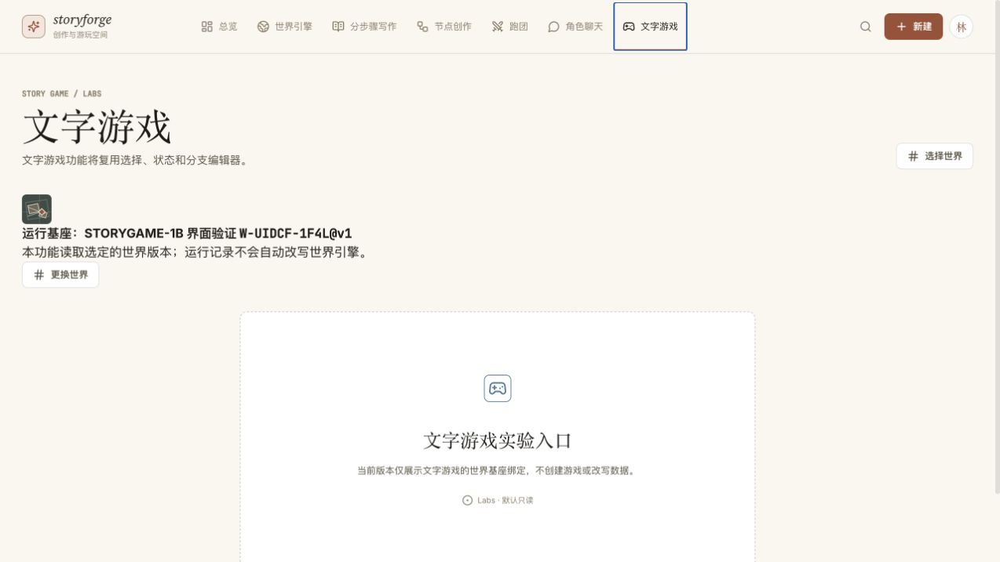 storyforge
创作与游玩空间
总览
世界引擎
分步骤写作
节点创作
跑团
角色聊天
文字游戏
新建
林
STORY GAME / LABS
文字游戏
文字游戏功能将复用选择、状态和分支编辑器。
选择世界
运行基座：STORYGAME-1B 界面验证 W-UIDCF-1F4L@v1
本功能读取选定的世界版本；运行记录不会自动改写世界引擎。
更换世界
文字游戏实验入口
当前版本仅展示文字游戏的世界基座绑定，不创建游戏或改写数据。
Labs · 默认只读